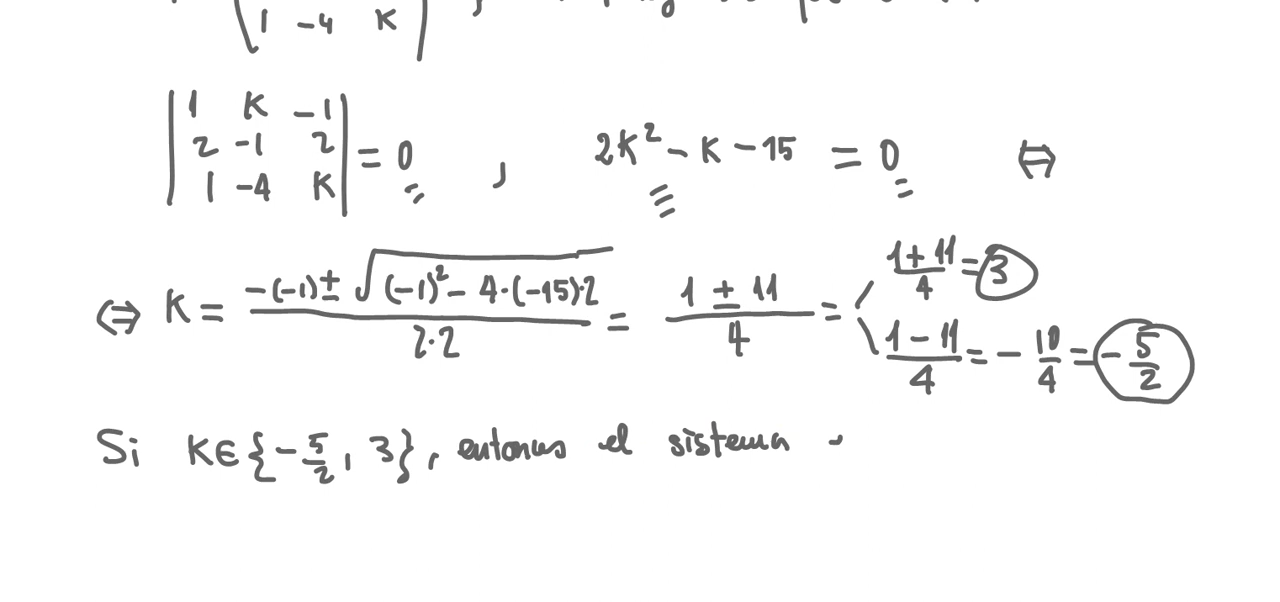 1 -4 K
|1 K -1|
|2 -1 2| = 0 , 2K² - K - 15 = 0 ⇔
|1 -4 K|
⇔ K = (-(-1) ± √((-1)² - 4·(-15)·2)) / (2·2) = (1 ± 11) / 4 = (1 + 11) / 4 = 3
(1 - 11) / 4 = - 10/4 = - 5/2
Si K∈{-5/2, 3}, entonces el sistema